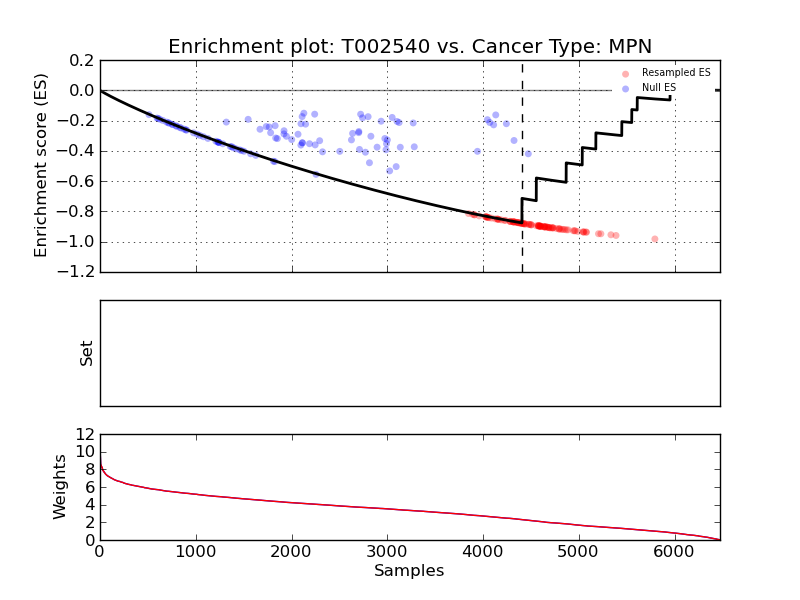 Enrichment plot: T002540 vs. Cancer Type: MPN
Enrichment score (ES)
0.2
0.0
−0.2
−0.4
−0.6
−0.8
−1.0
−1.2
Resampled ES
Null ES
Set
Weights
12
10
8
6
4
2
0
0 1000 2000 3000 4000 5000 6000
Samples